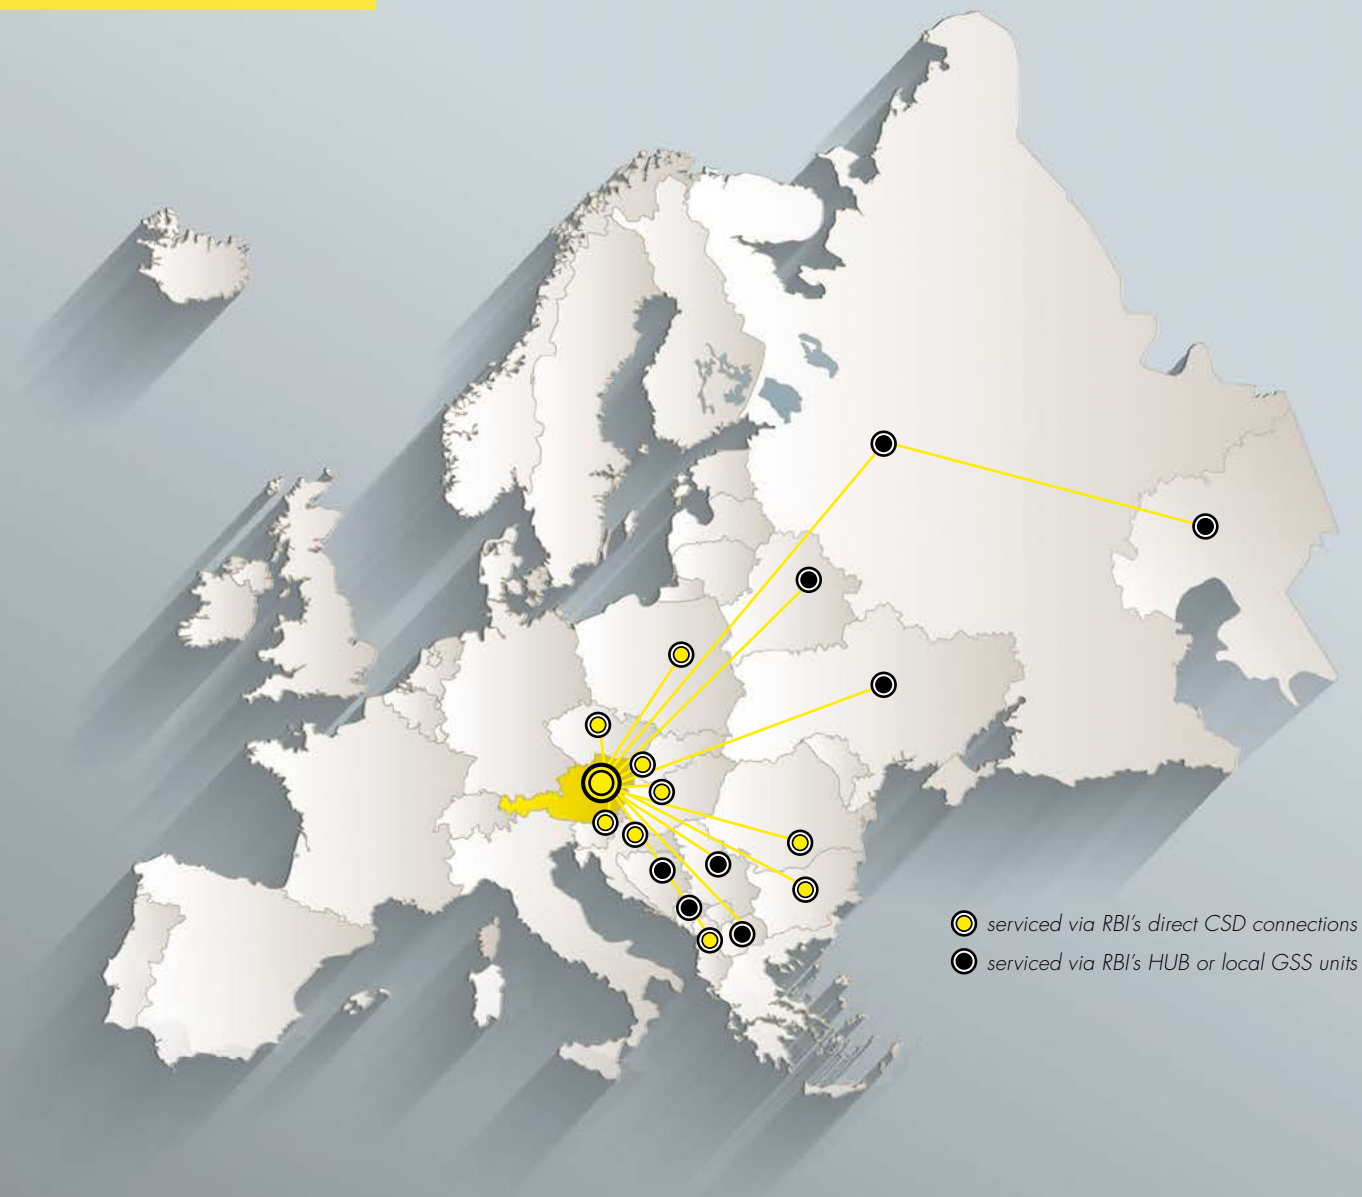 serviced via RBI's direct CSD connections
serviced via RBI's HUB or local GSS units